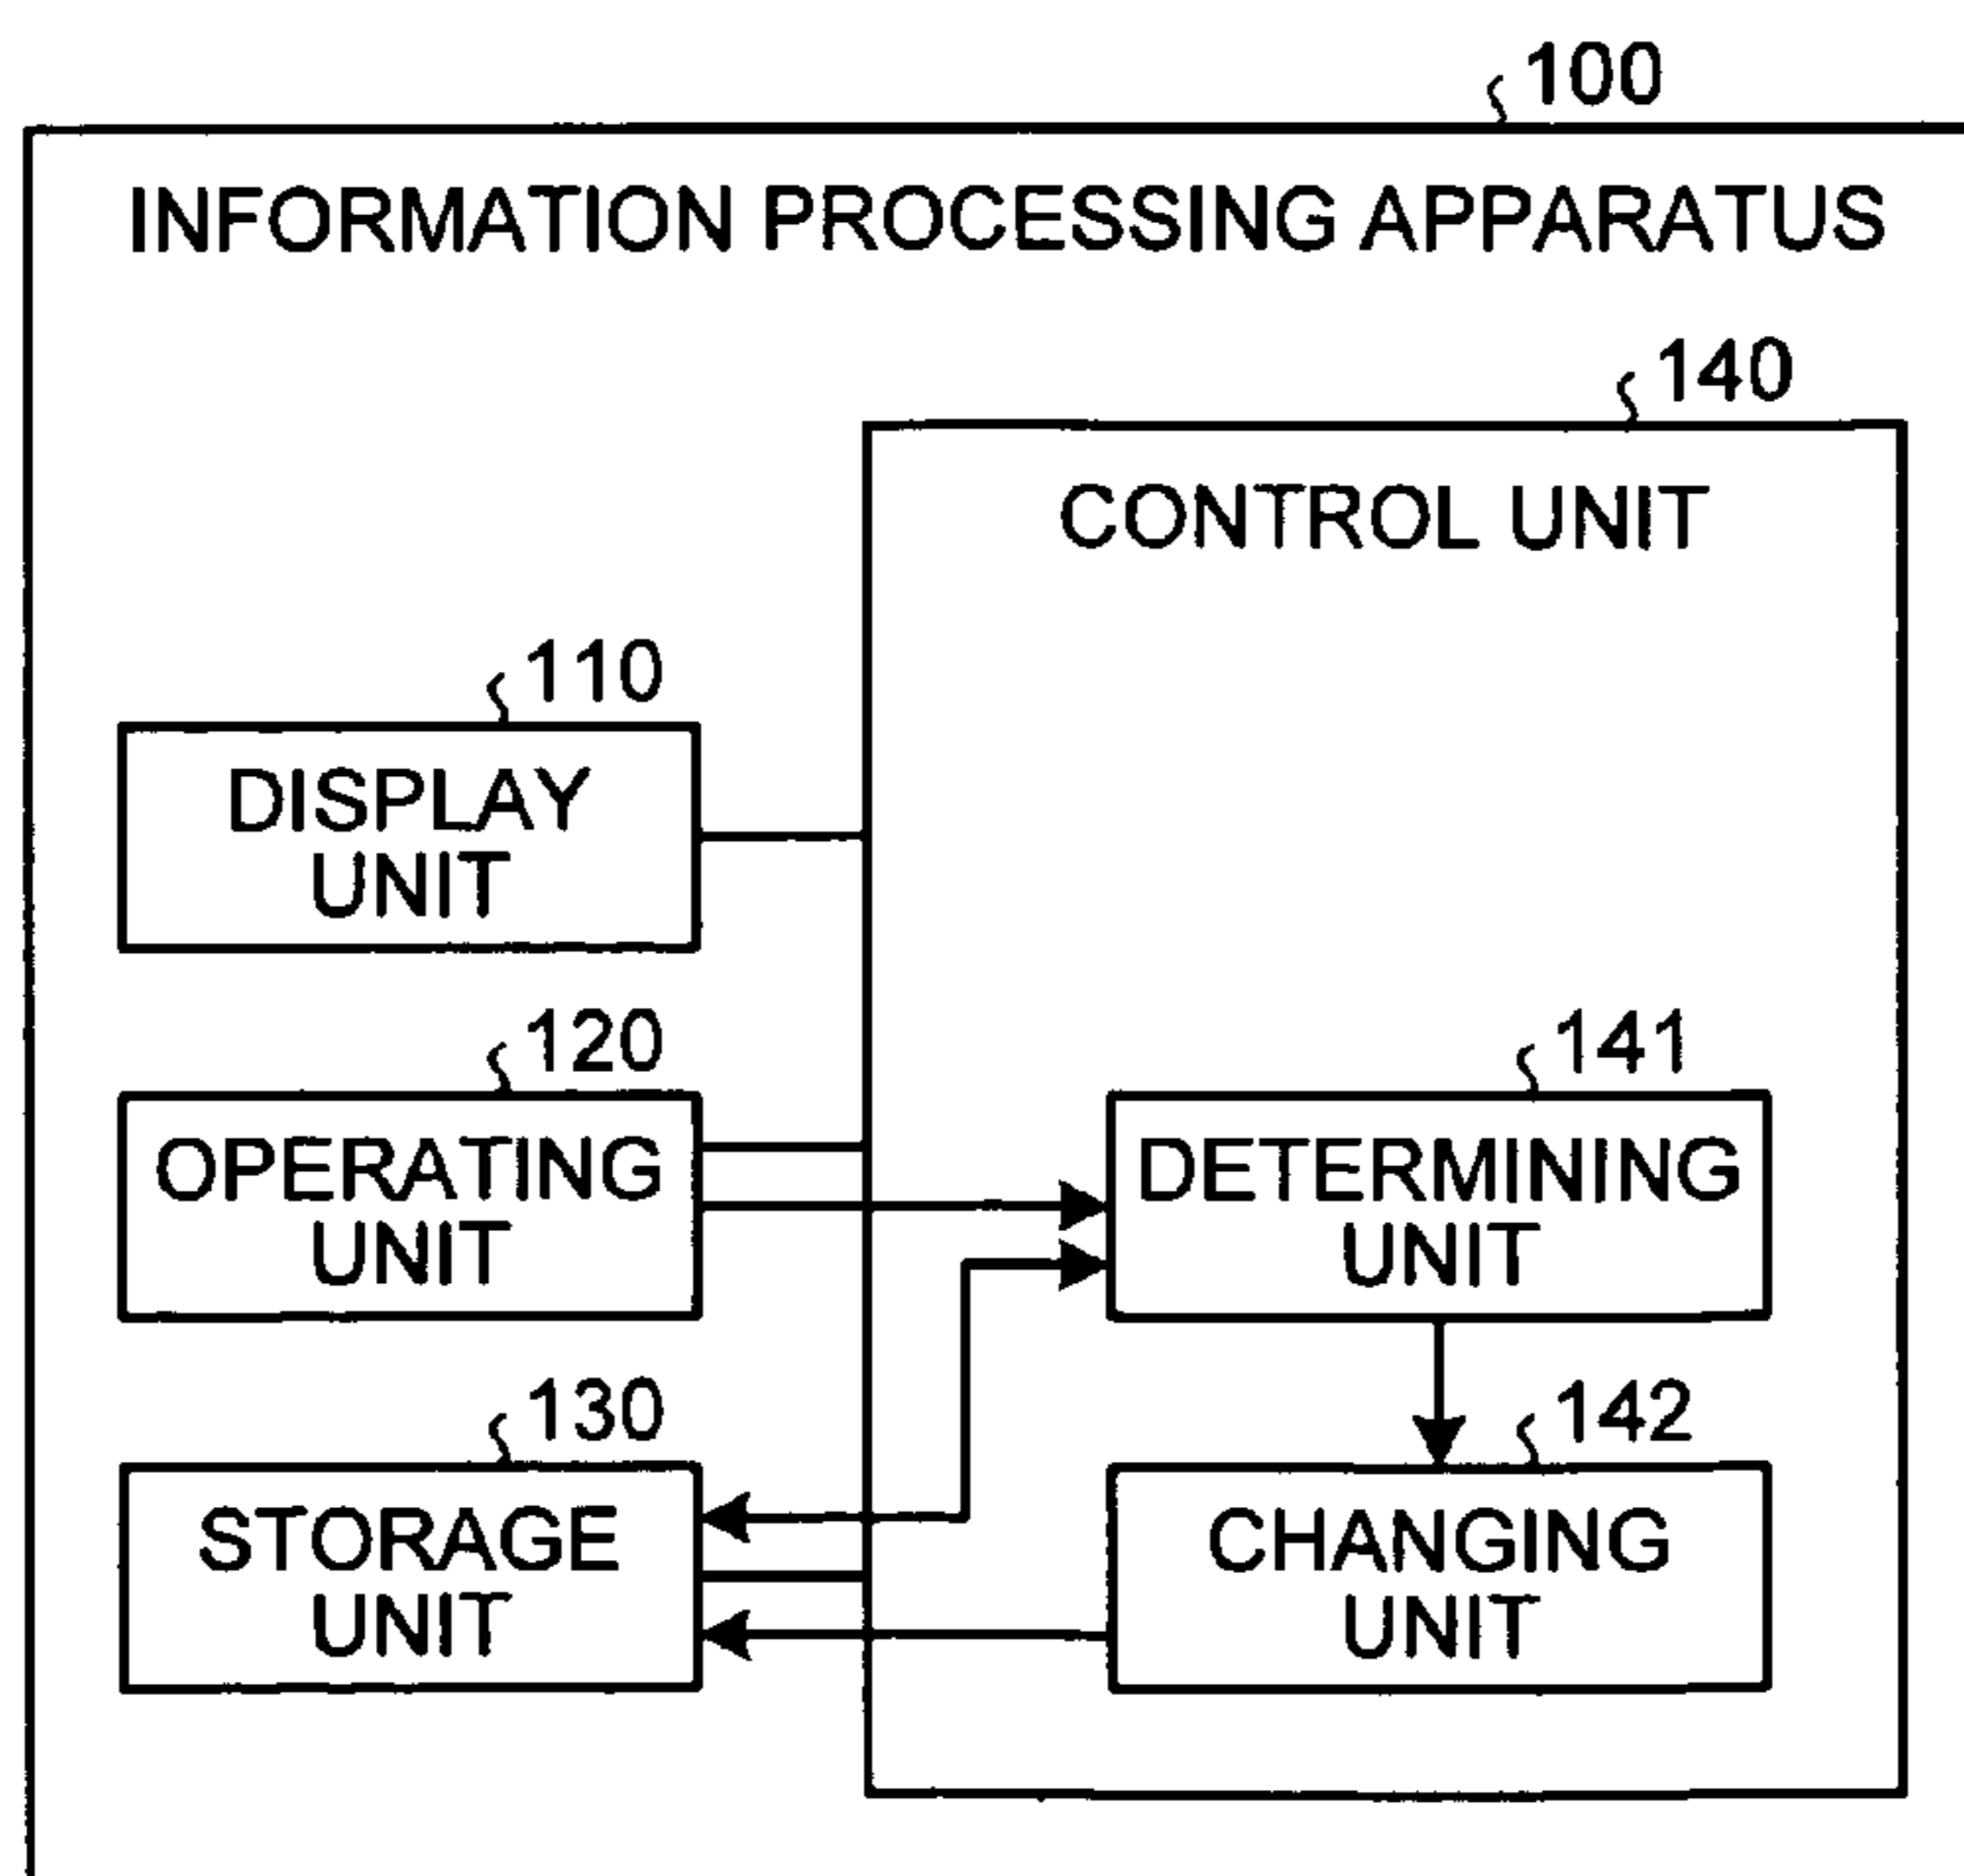 100
INFORMATION PROCESSING APPARATUS
140
CONTROL UNIT
110
DISPLAY
UNIT
120
OPERATING
UNIT
141
DETERMINING
UNIT
130
STORAGE
UNIT
142
CHANGING
UNIT